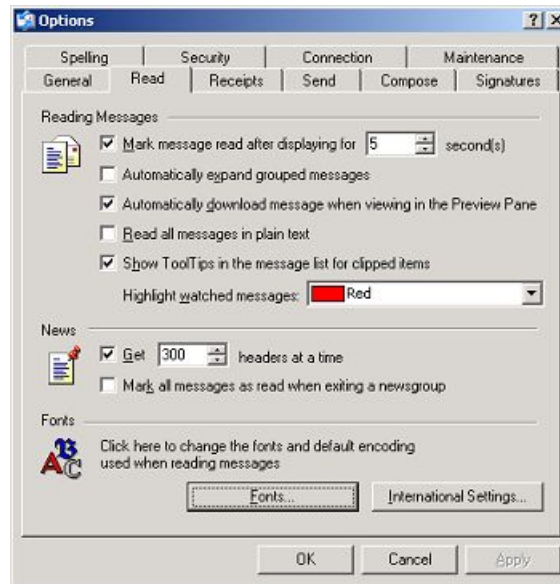 Options
Spelling Security Connection Maintenance
General Read Receipts Send Compose Signatures
Reading Messages
Mark message read after displaying for 5 second(s)
Automatically expand grouped messages
Automatically download message when viewing in the Preview Pane
Read all messages in plain text
Show ToolTips in the message list for clipped items
Highlight watched messages: Red
News
Get 300 headers at a time
Mark all messages as read when exiting a newsgroup
Fonts
Click here to change the fonts and default encoding
used when reading messages
Fonts... International Settings...
OK Cancel Apply